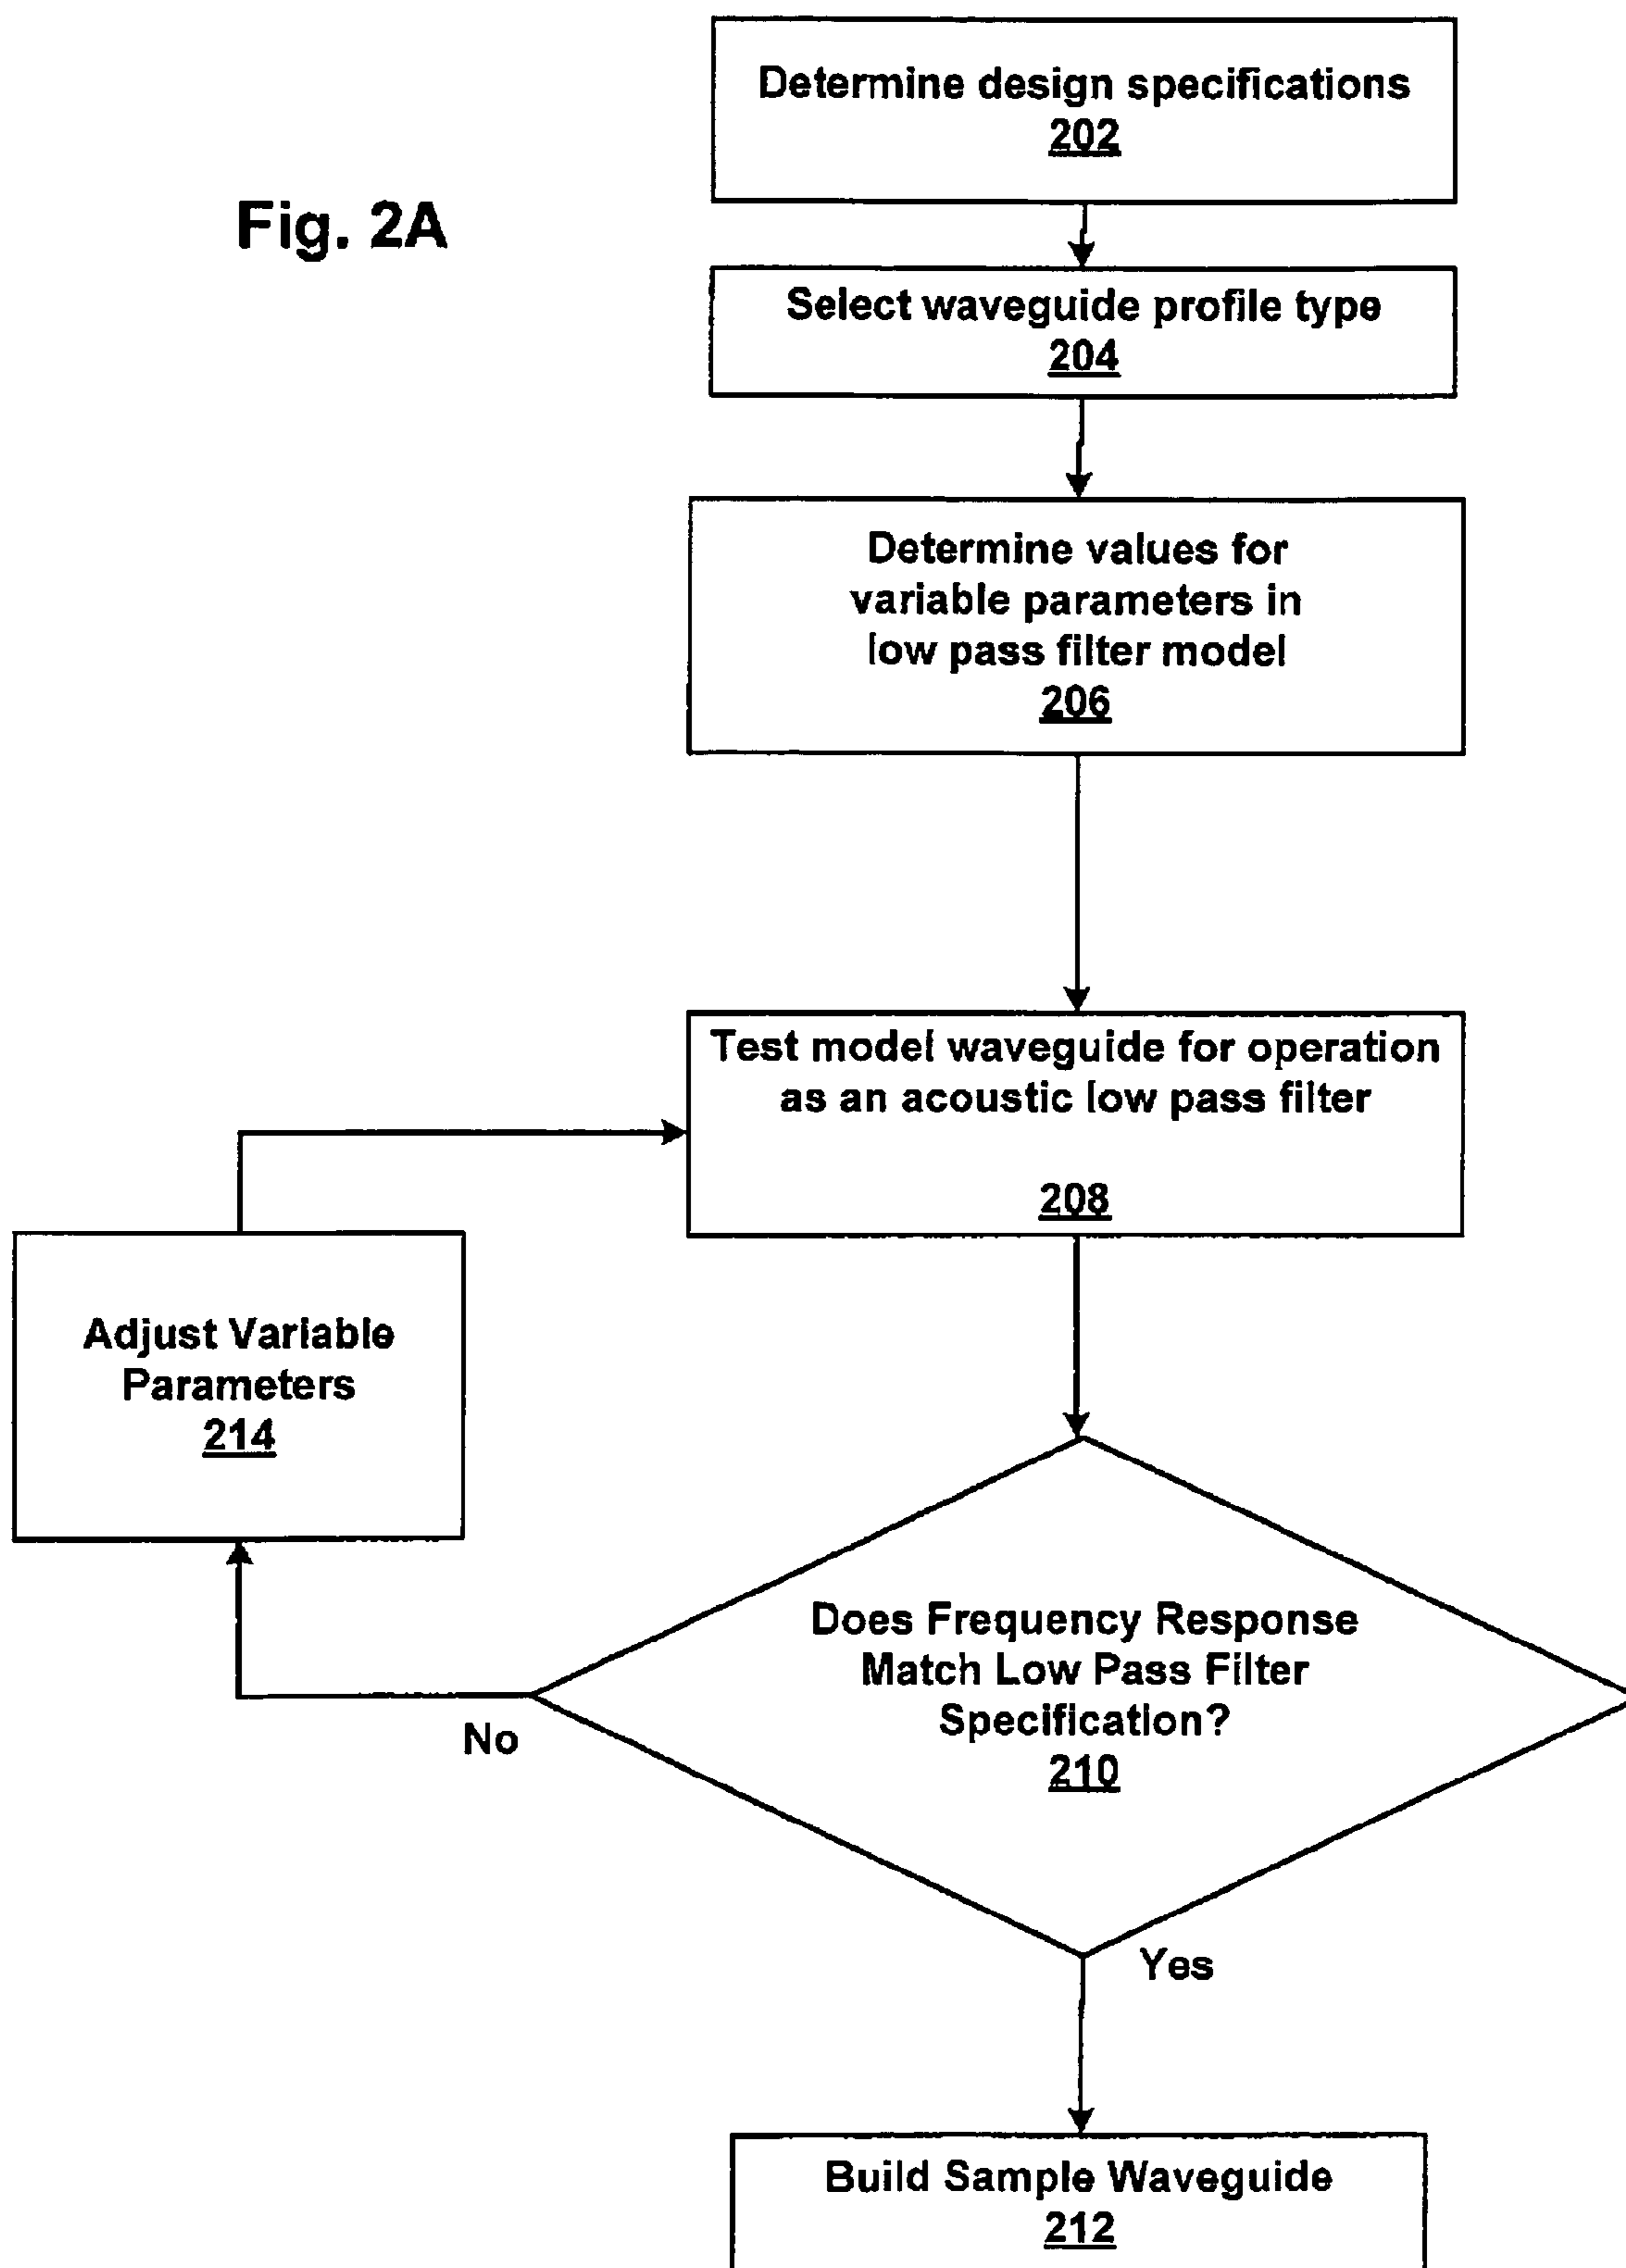 Fig. 2A
Determine design specifications
202
Select waveguide profile type
204
Determine values for
variable parameters in
low pass filter model
206
Test model waveguide for operation
as an acoustic low pass filter
208
Adjust Variable
Parameters
214
Does Frequency Response
Match Low Pass Filter
Specification?
210
No
Yes
Build Sample Waveguide
212